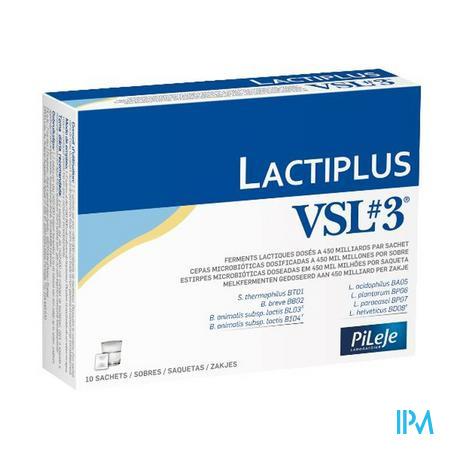 LACTIPLUS
VSL#3®
FERMENTS LACTIQUES DOSÉS À 450 MILLIARDS PAR SACHET
CEPAS MICROBIÓTICAS DOSIFICADAS A 450 MIL MILLONES POR SOBRE
ESTIRPES MICROBIÓTICAS DOSEADAS EM 450 MIL MILHÕES POR SAQUETA
MELKFERMENTEN GEDOSEERD AAN 450 MILJARD PER ZAKJE
S. thermophilus BT01
B. breve BB02
B. animalis subsp. lactis BL03*
B. animalis subsp. lactis BI04*
L. acidophilus BA05
L. plantarum BP06
L. paracasei BP07
L. helveticus BD08*
10 SACHETS / SOBRES / SAQUETAS / ZAKJES
PiLeJe
LABORATOIRE
IPM